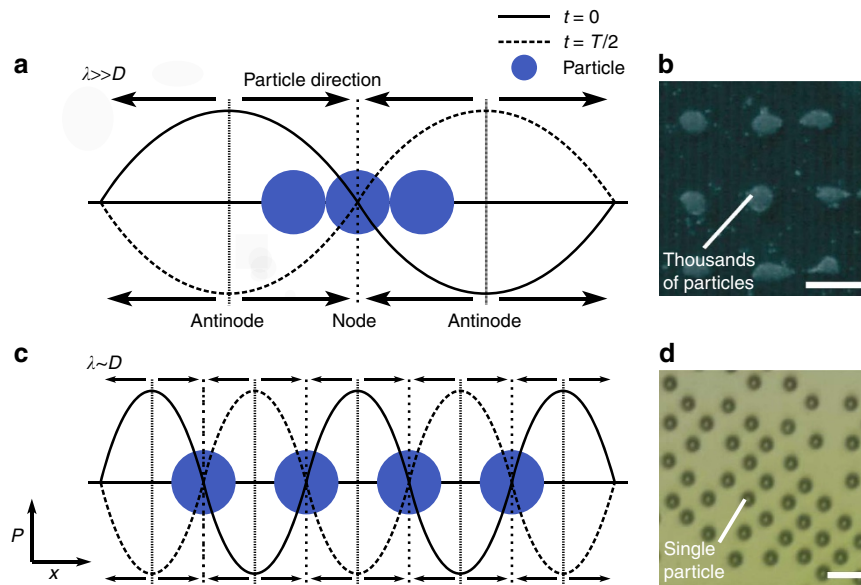 t = 0
t = T/2
Particle
a
λ>>D
Particle direction
Antinode
Node
Antinode
b
Thousands
of particles
c
λ~D
P
x
d
Single
particle